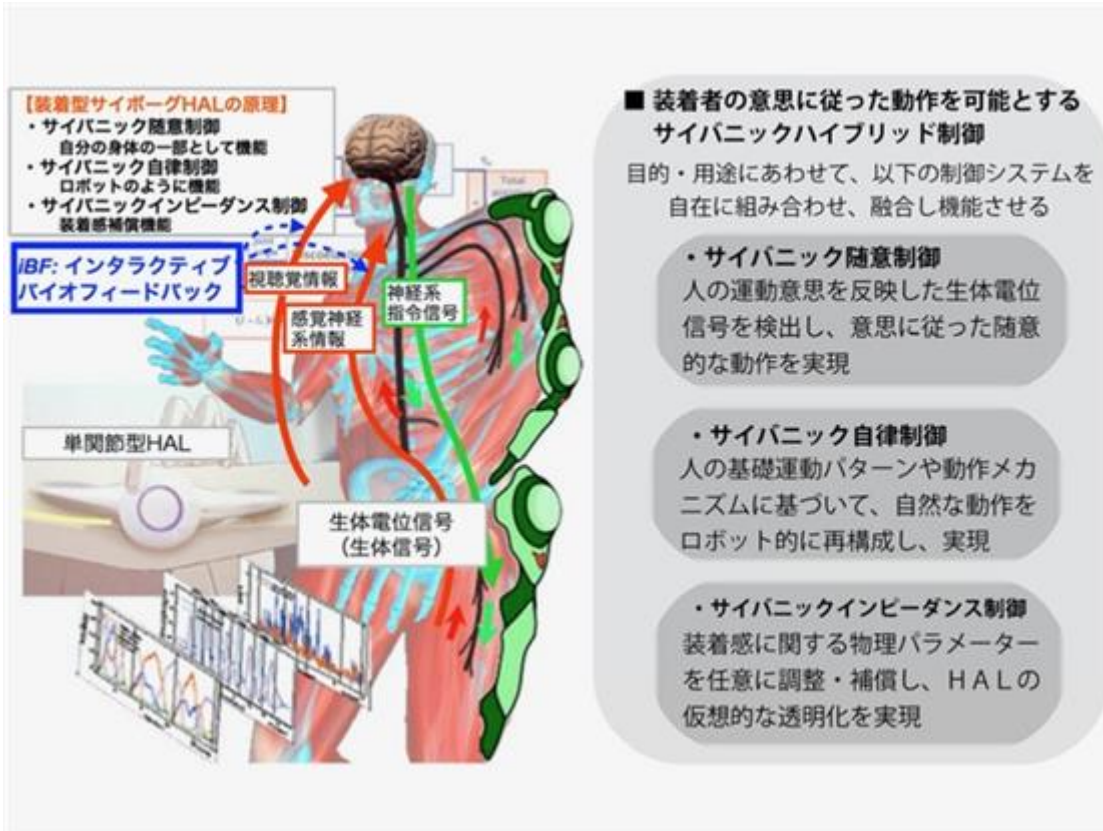 【装着型サイボーグHALの原理】
・サイバニック随意制御
自分の身体の一部として機能
・サイバニック自律制御
ロボットのように機能
・サイバニックインピーダンス制御
装着感補償機能
iBF: インタラクティブ
バイオフィードバック
視聴覚情報
感覚神経
系情報
神経系
指令信号
Total
単関節型HAL
生体電位信号
(生体信号)
■ 装着者の意思に従った動作を可能とする
サイバニックハイブリッド制御
目的・用途にあわせて、以下の制御システムを
自在に組み合わせ、融合し機能させる
・サイバニック随意制御
人の運動意思を反映した生体電位
信号を検出し、意思に従った随意
的な動作を実現
・サイバニック自律制御
人の基礎運動パターンや動作メカ
ニズムに基づいて、自然な動作を
ロボット的に再構成し、実現
・サイバニックインピーダンス制御
装着感に関する物理パラメーター
を任意に調整・補償し、ＨＡＬの
仮想的な透明化を実現